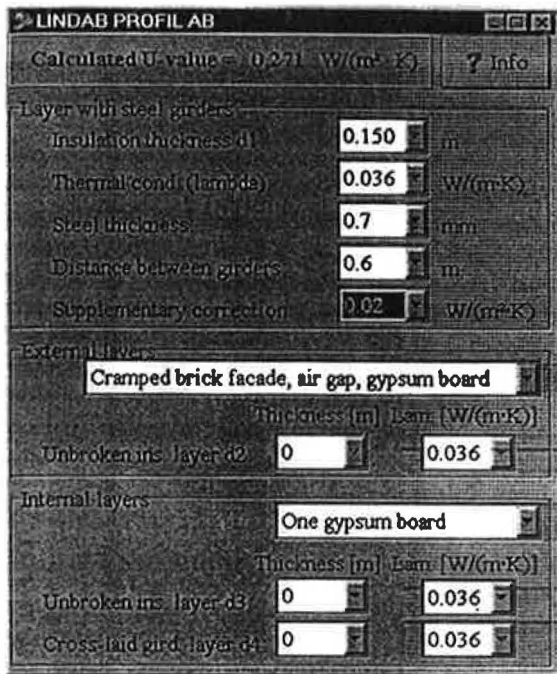 LINDAB PROFIL AB
Calculated U-value = 0,271 W/(m²·K) ? Info
Layer with steel girders
Insulation thickness d1 0.150 m
Thermal cond. (lambda) 0.036 W/(m·K)
Steel thickness 0.7 mm
Distance between girders 0.6 m
Supplementary correction 0.02 W/(m²·K)
External layers
Cramped brick facade, air gap, gypsum board
Thickness [m] Lam. [W/(m·K)]
Unbroken ins. layer d2 0 0.036
Internal layers
One gypsum board
Thickness [m] Lam. [W/(m·K)]
Unbroken ins. layer d3 0 0.036
Cross-laid gird. layer d4 0 0.036